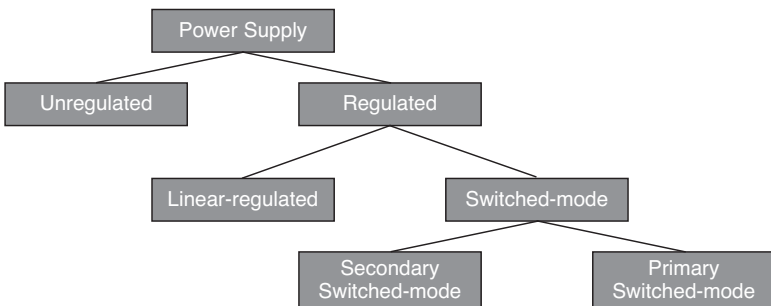 Power Supply
Unregulated
Regulated
Linear-regulated
Switched-mode
Secondary
Switched-mode
Primary
Switched-mode